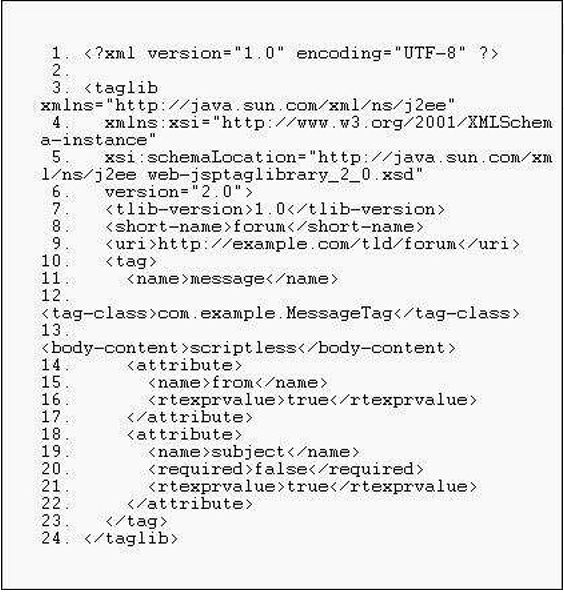 1. <?xml version="1.0" encoding="UTF-8" ?>
2.
3. <taglib
xmlns="http://java.sun.com/xml/ns/j2ee"
4. xmlns:xsi="http://www.w3.org/2001/XMLSchem
a-instance"
5. xsi:schemaLocation="http://java.sun.com/xm
l/ns/j2ee web-jsptaglibrary_2_0.xsd"
6. version="2.0">
7. <tlib-version>1.0</tlib-version>
8. <short-name>forum</short-name>
9. <uri>http://example.com/tld/forum</uri>
10. <tag>
11. <name>message</name>
12.
<tag-class>com.example.MessageTag</tag-class>
13.
<body-content>scriptless</body-content>
14. <attribute>
15. <name>from</name>
16. <rtexprvalue>true</rtexprvalue>
17. </attribute>
18. <attribute>
19. <name>subject</name>
20. <required>false</required>
21. <rtexprvalue>true</rtexprvalue>
22. </attribute>
23. </tag>
24. </taglib>